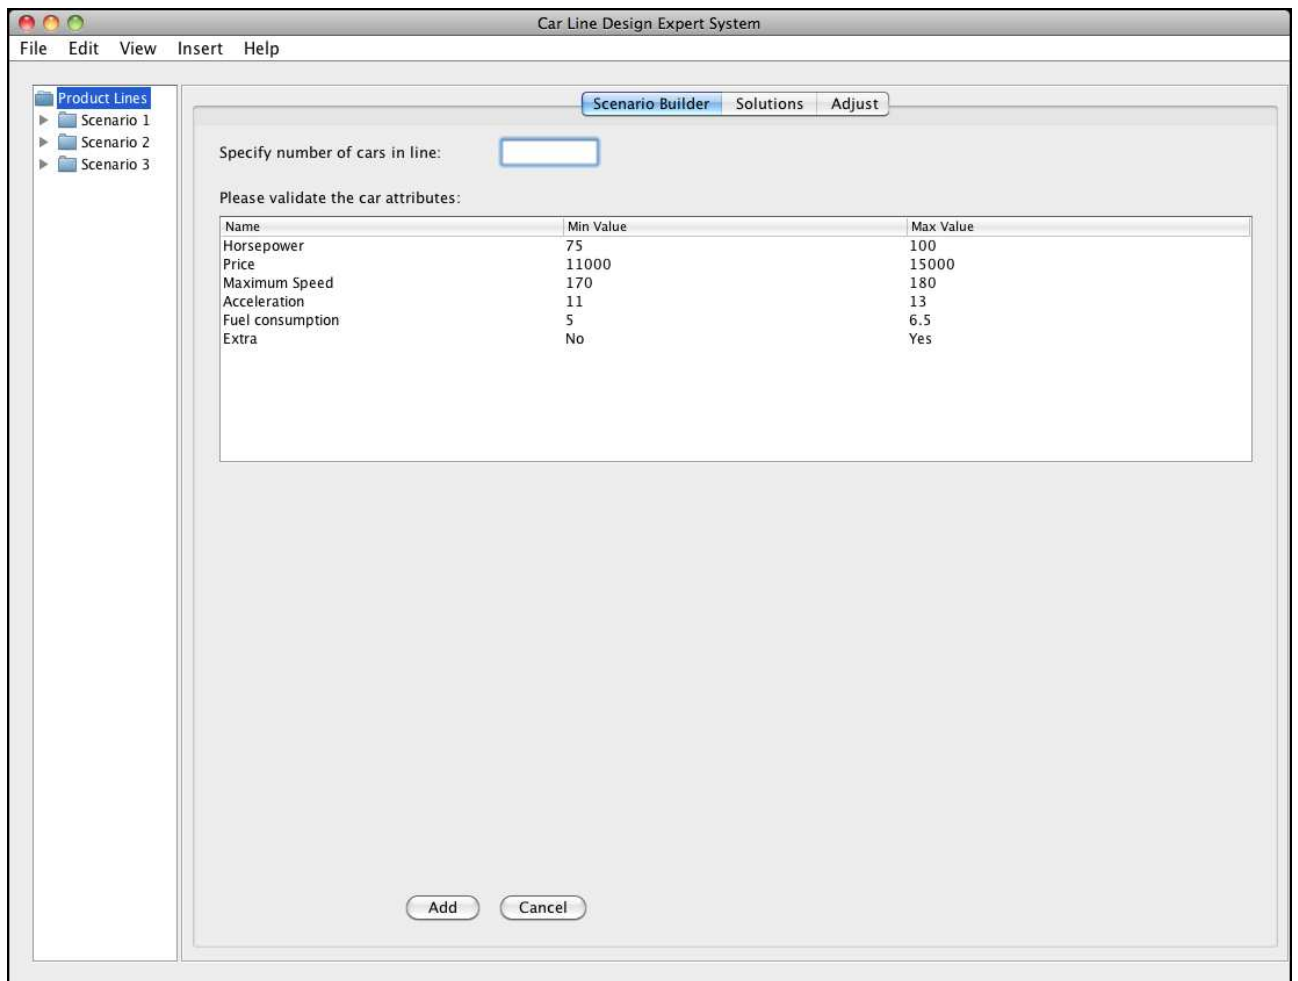 Car Line Design Expert System
File Edit View Insert Help
Product Lines
Scenario 1
Scenario 2
Scenario 3
Scenario Builder Solutions Adjust
Specify number of cars in line:
Please validate the car attributes:
Name Min Value Max Value
Horsepower 75 100
Price 11000 15000
Maximum Speed 170 180
Acceleration 11 13
Fuel consumption 5 6.5
Extra No Yes
Add Cancel